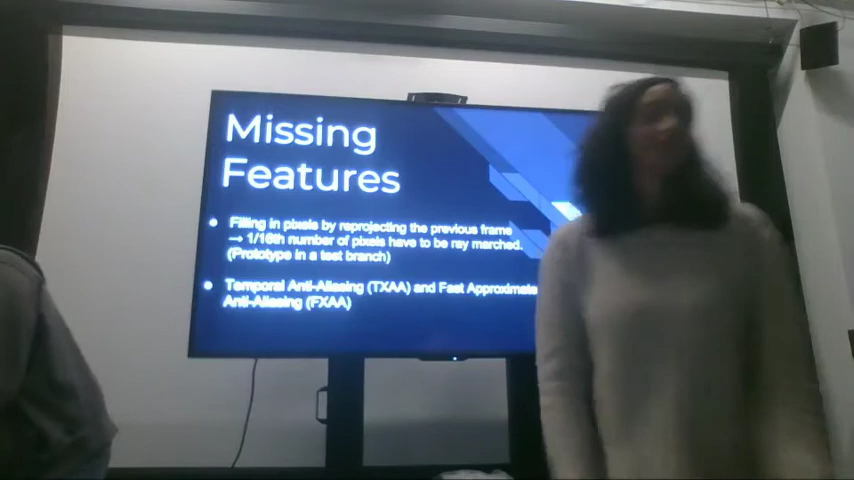 Missing
Features
• Filling in pixels by reprojecting the previous frame
→ 1/16th number of pixels have to be ray marched.
(Prototype in a test branch)
• Temporal Anti-Aliasing (TXAA) and Fast Approximate
Anti-Aliasing (FXAA)